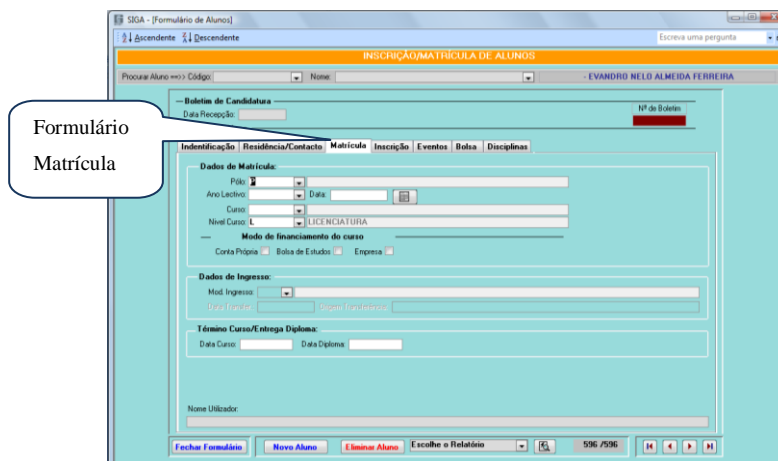 SIGA - [Formulário de Alunos]
Ascendente Descendente
Escreva uma pergunta
INSCRIÇÃO/MATRÍCULA DE ALUNOS
Procurar Aluno ==>> Código: Nome: - EVANDRO NELO ALMEIDA FERREIRA
Boletim de Candidatura
Data Recepção:
Nº de Boletim
Formulário
Matrícula
Indentificação Residência/Contacto Matrícula Inscrição Eventos Bolsa Disciplinas
Dados de Matrícula:
Pólo: P
Ano Lectivo: Data:
Curso:
Nivel Curso: L LICENCIATURA
Modo de financiamento do curso
Conta Própria Bolsa de Estudos Empresa
Dados de Ingresso:
Mod. Ingresso:
Término Curso/Entrega Diploma:
Data Curso: Data Diploma:
Nome Utilizador:
Fechar Formulário Novo Aluno Eliminar Aluno Escolhe o Relatório 596 /596